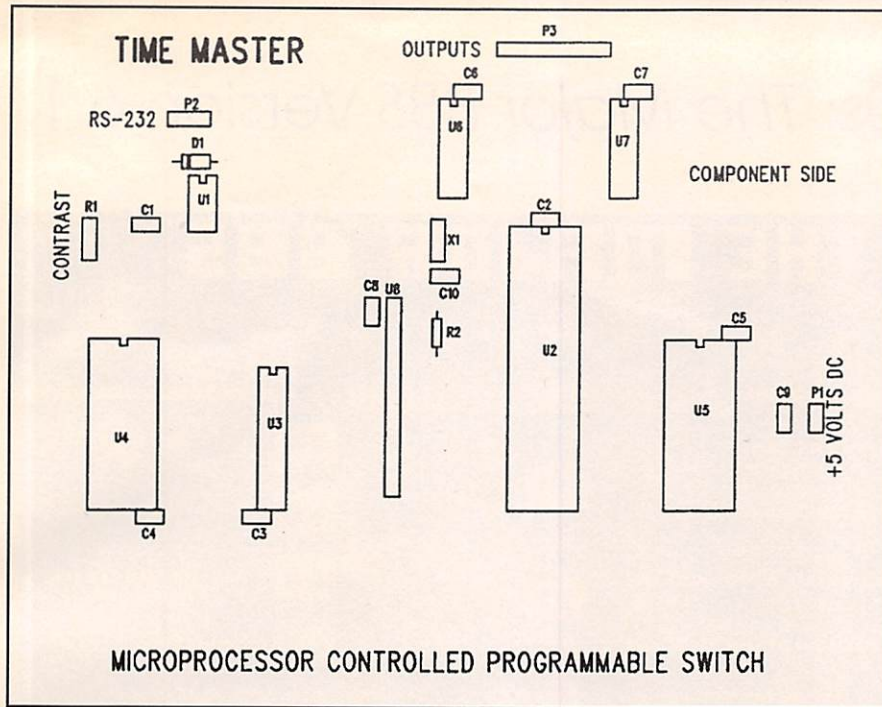 TIME MASTER
OUTPUTS
P3
C6
C7
P2
RS-232
U6
U7
D1
COMPONENT SIDE
U1
R1
C1
C2
CONTRAST
X1
C8
U8
C10
R2
U2
C5
U4
U3
U5
C9
P1
+5 VOLTS DC
C4
C3
MICROPROCESSOR CONTROLLED PROGRAMMABLE SWITCH